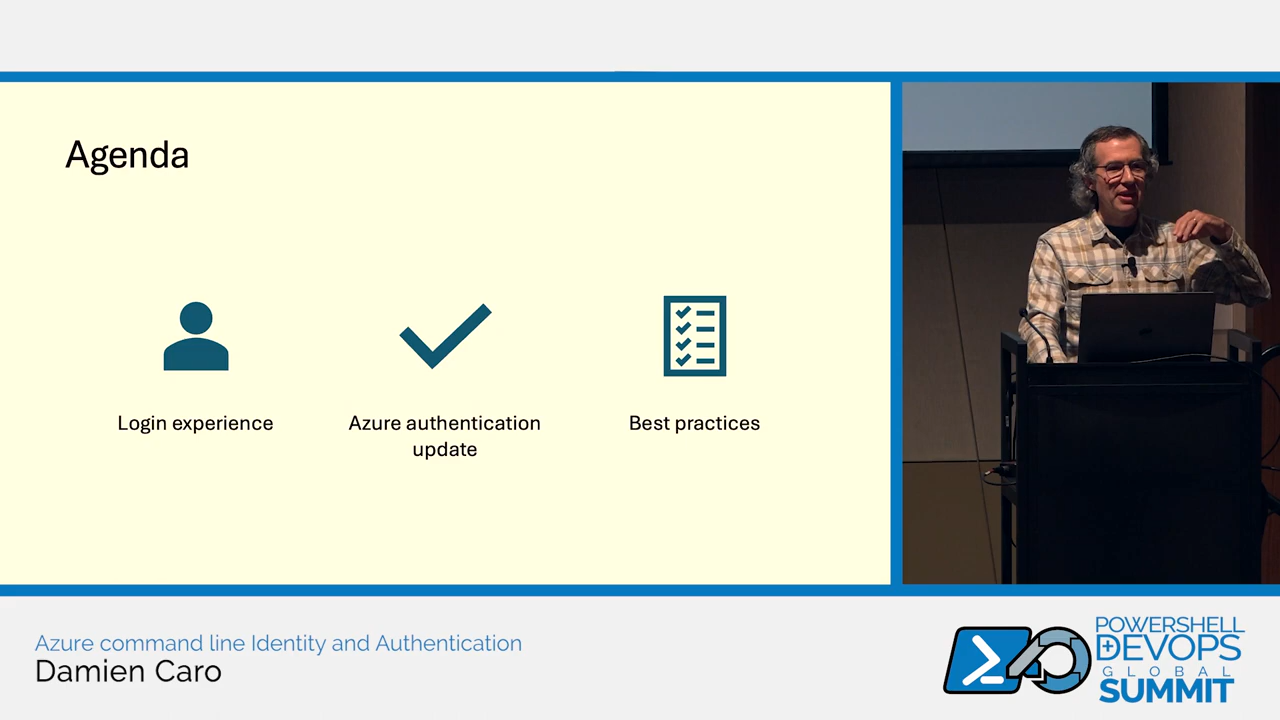 Agenda
Login experience
Azure authentication
update
Best practices
Azure command line Identity and Authentication
Damien Caro
POWERSHELL
DEVOPS
GLOBAL
SUMMIT